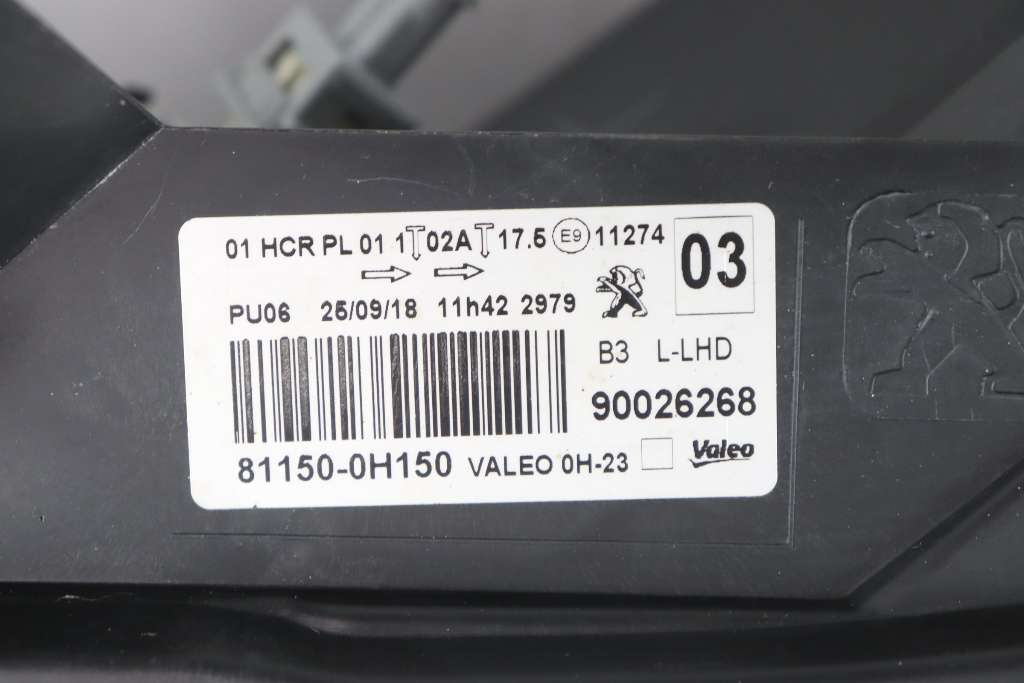 01 HCR PL 01 1 02A 17.5 E9 11274 03
PU06 25/09/18 11h42 2979
B3 L-LHD
90026268
81150-0H150 VALEO 0H-23 Valeo